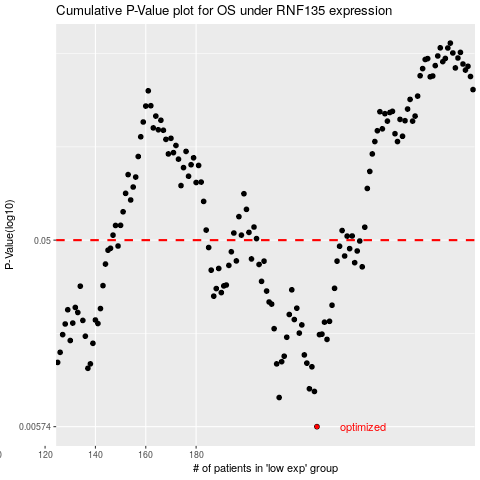 Cumulative P-Value plot for OS under RNF135 expression
P-Value(log10)
0.05
0.00574
optimized
0
120
140
160
180
# of patients in 'low exp' group